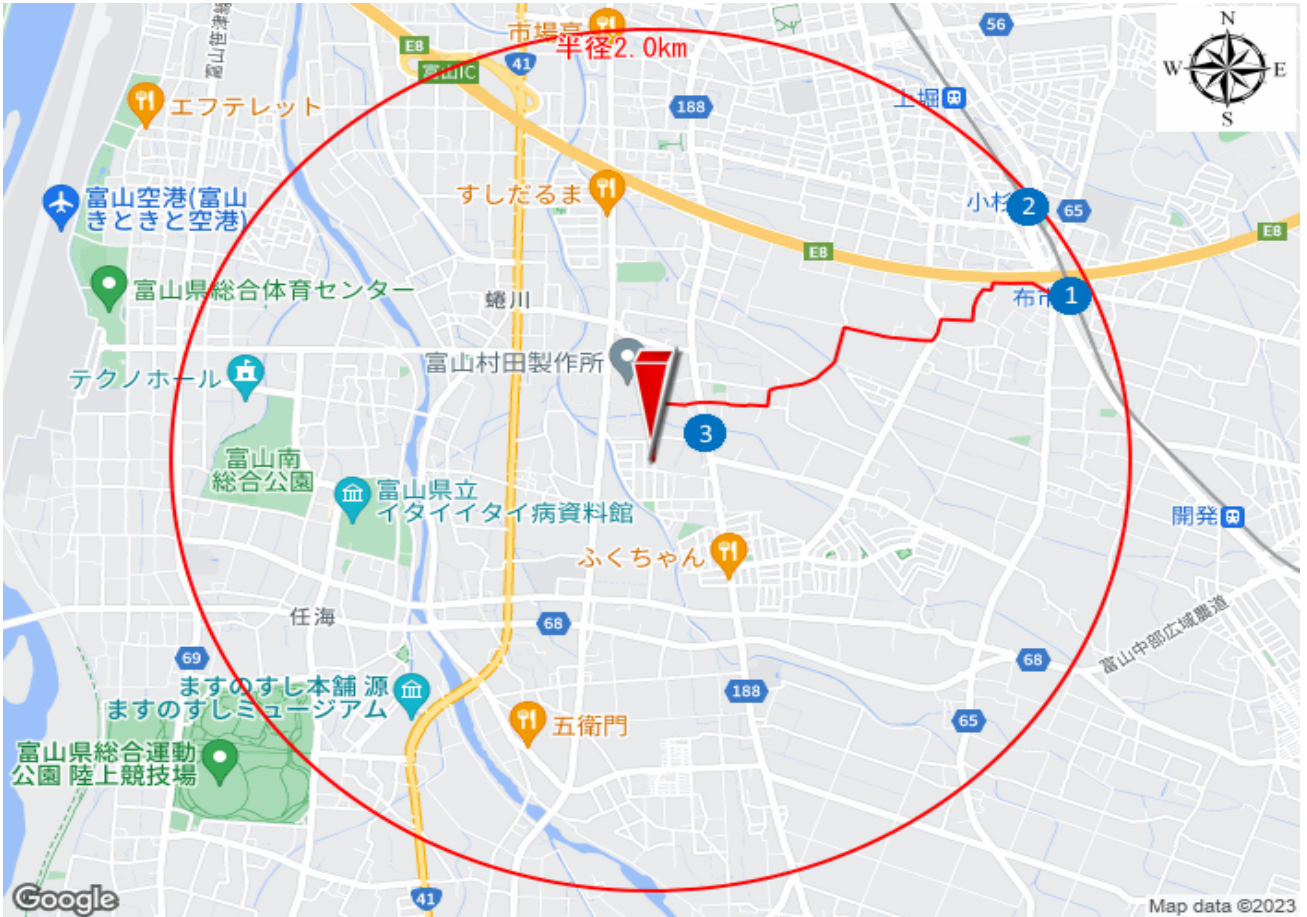 市場高
半径2.0km
56
N
W
E
S
E8
41
富山IC
188
上堀
エフテレット
富山空港(富山
きときと空港)
すしだるま
小杉
2
65
E8
E8
富山県総合体育センター
蜷川
布市
1
富山村田製作所
テクノホール
3
富山南
総合公園
富山県立
イタイイタイ病資料館
開発
ふくちゃん
任海
68
富山中部広域農道
69
68
ますのすし本舗 源
ますのすしミュージアム
188
65
五衛門
富山県総合運動
公園 陸上競技場
41
Google
Map data ©2023